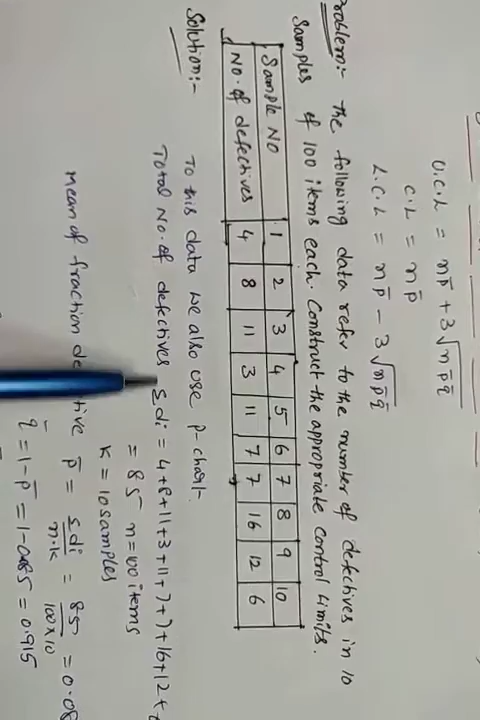 U.C.L = np̄ + 3√np̄q̄
C.L = np̄
L.C.L = np̄ - 3√np̄q̄
Problem:- The following data refer to the number of defectives in 10
Samples of 100 items each. Construct the appropriate control Limits.
Sample No 1 2 3 4 5 6 7 8 9 10
No. of defectives 4 8 11 3 11 7 7 16 12 6
Solution:- To this data we also use p-chart.
Total No. of defectives Σdi = 4+8+11+3+11+7+7+16+12+
= 85 n=100 items
K = 10 samples
mean of fraction p̄ = Σdi/n.k = 85/100×10 = 0.08
q̄ = 1-p̄ = 1-0.085 = 0.915